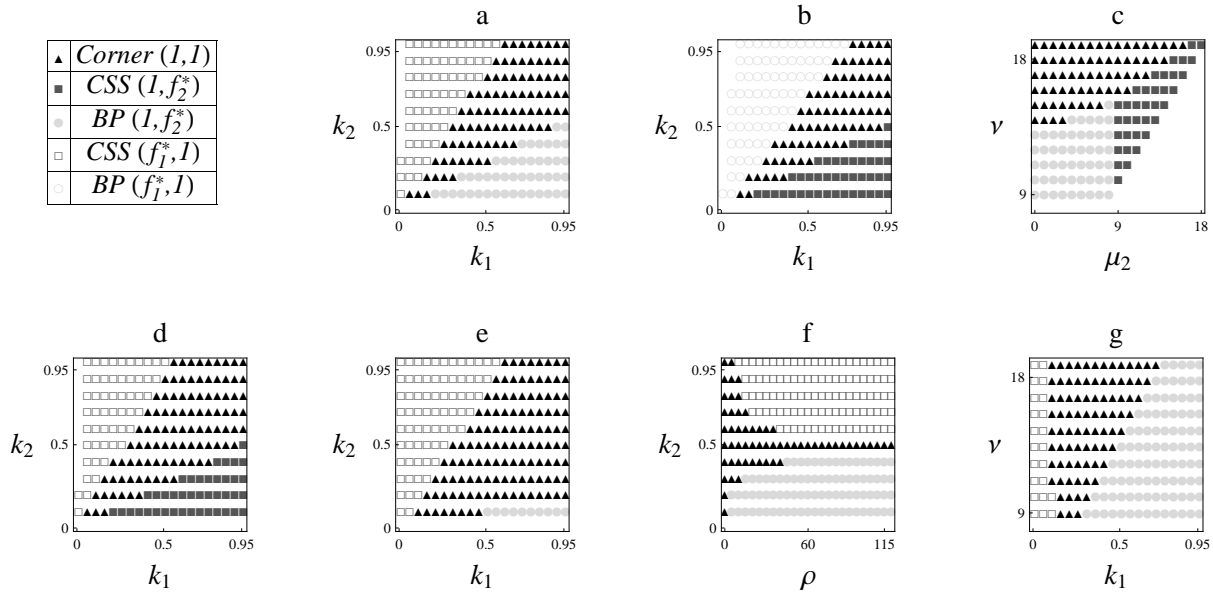 Corner (1,1)
CSS (1,f₂*)
BP (1,f₂*)
CSS (f₁*,1)
BP (f₁*,1)
a
0.95
k₂ 0.5
0
0 0.5 0.95
k₁
b
0.95
k₂ 0.5
0
0 0.5 0.95
k₁
c
18
ν
9
0 9 18
μ₂
d
0.95
k₂ 0.5
0
0 0.5 0.95
k₁
e
0.95
k₂ 0.5
0
0 0.5 0.95
k₁
f
0.95
k₂ 0.5
0
0 60 115
ρ
g
18
ν
9
0 0.5 0.95
k₁